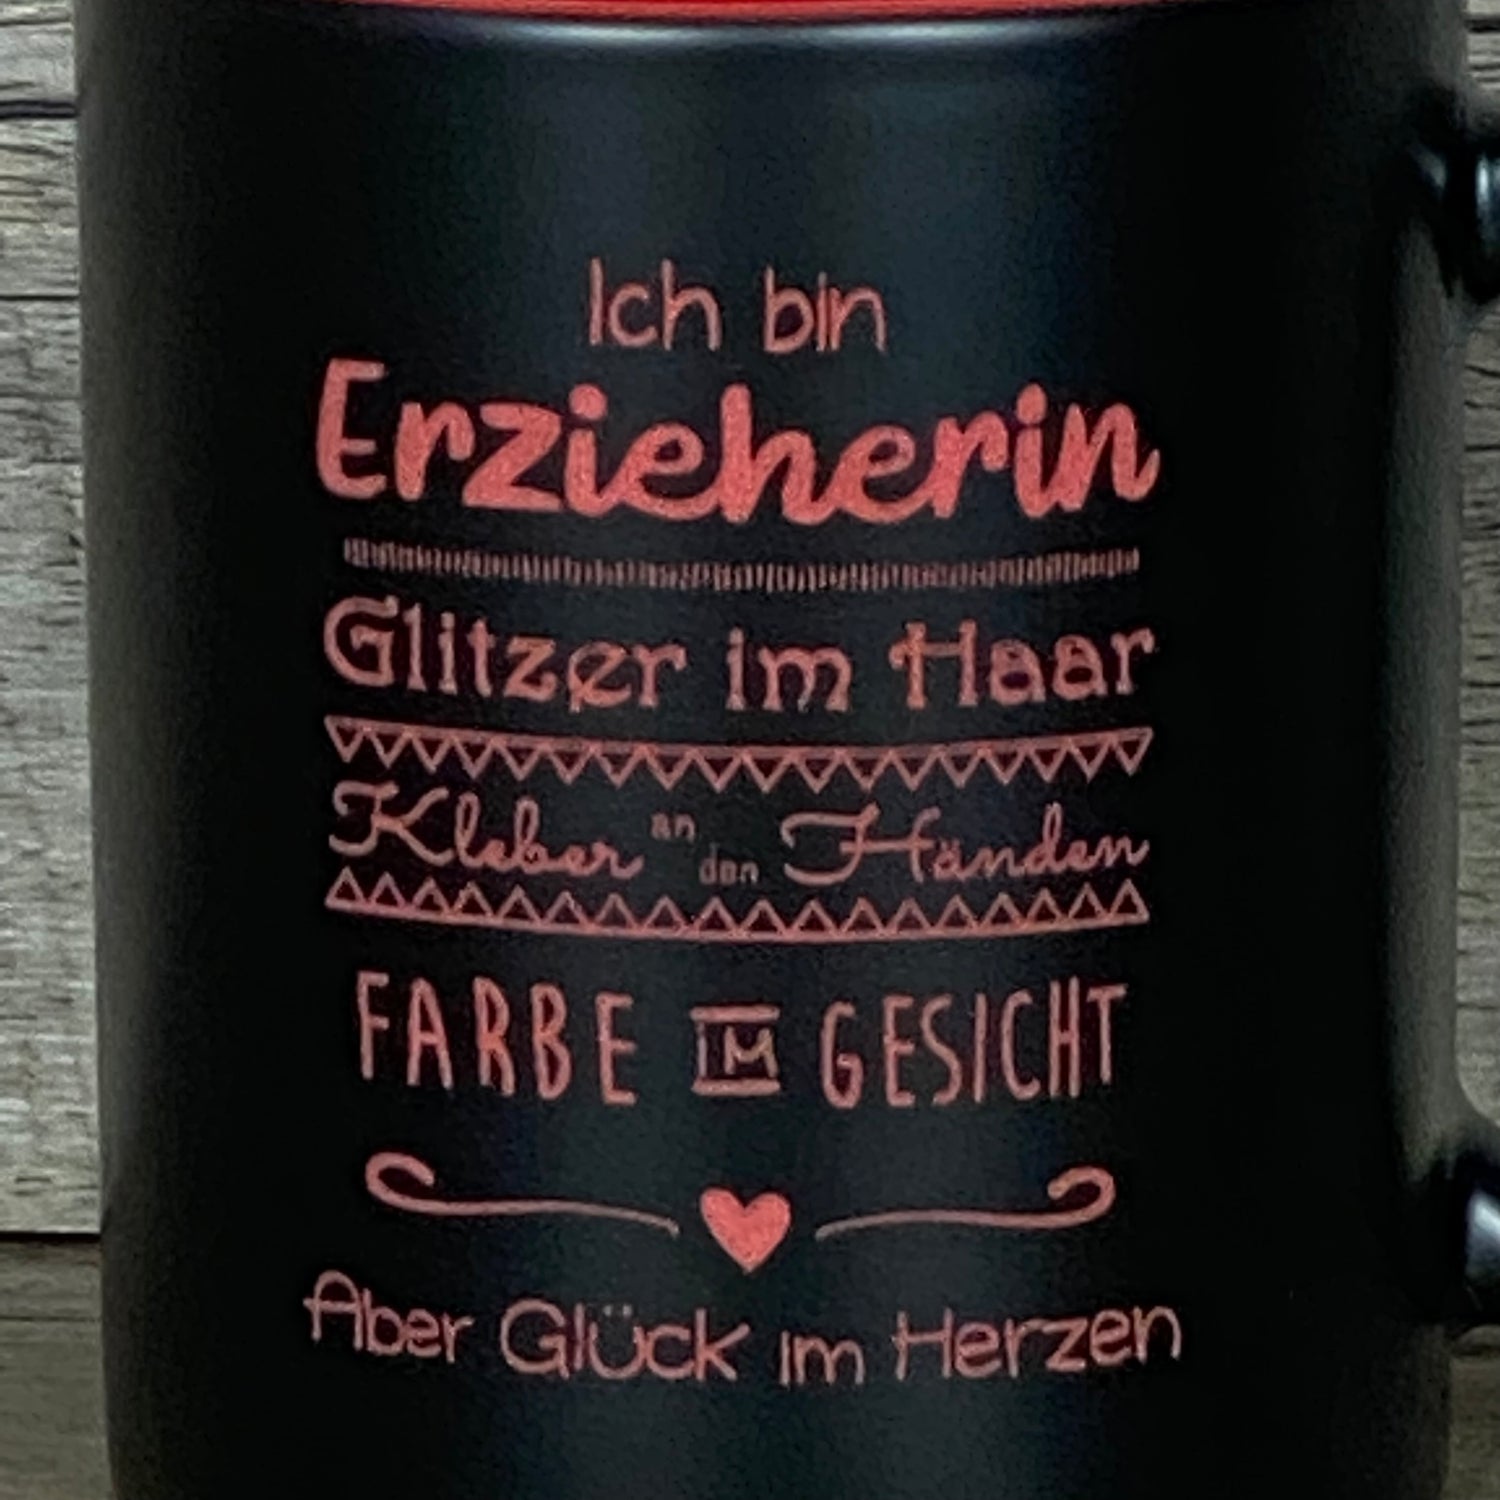 Ich bin
Erzieherin
Glitzer im Haar
Kleber an den Händen
FARBE IM GESICHT
Aber Glück im Herzen